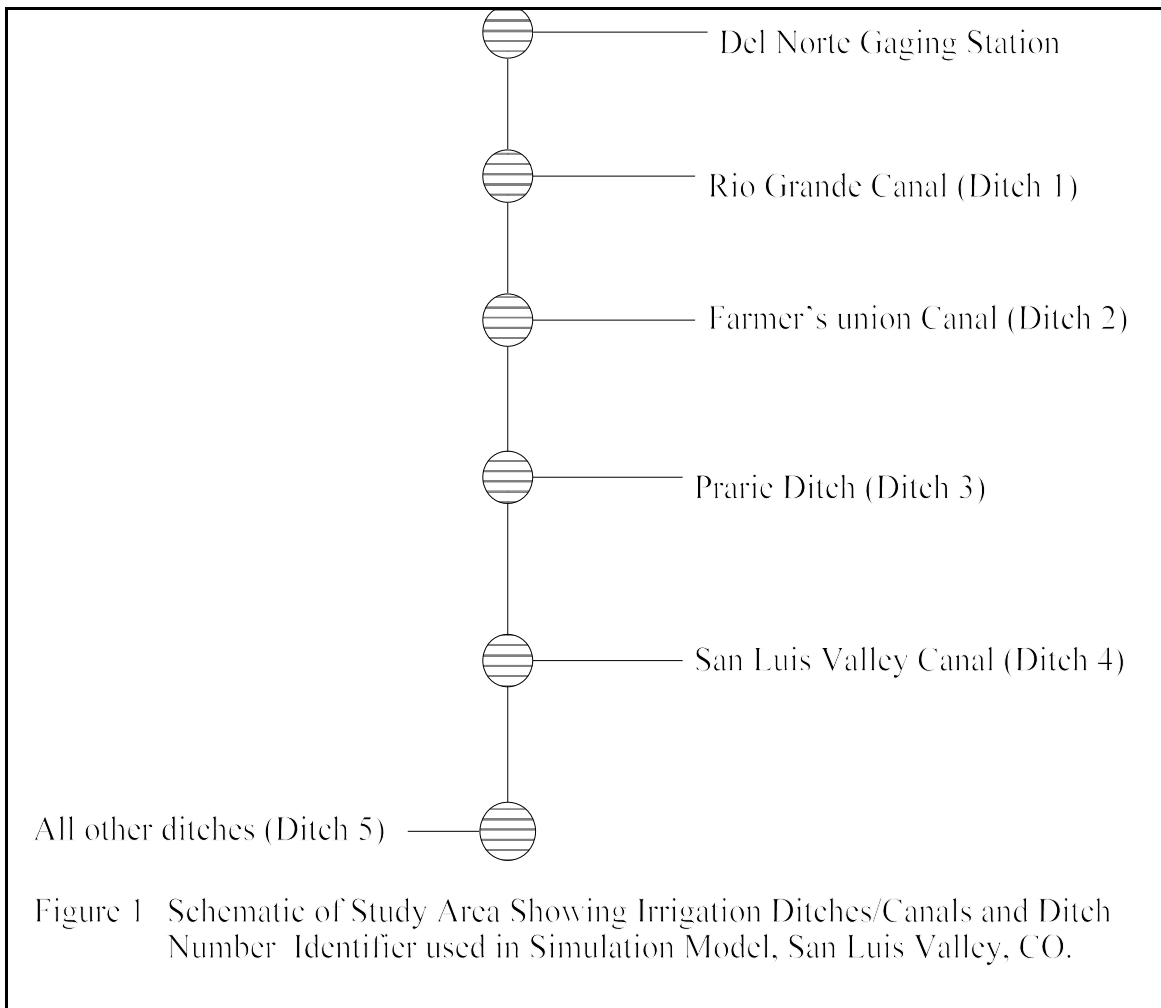 Del Norte Gaging Station
Rio Grande Canal (Ditch 1)
Farmer's union Canal (Ditch 2)
Prarie Ditch (Ditch 3)
San Luis Valley Canal (Ditch 4)
All other ditches (Ditch 5)
Figure 1 Schematic of Study Area Showing Irrigation Ditches/Canals and Ditch
Number Identifier used in Simulation Model, San Luis Valley, CO.